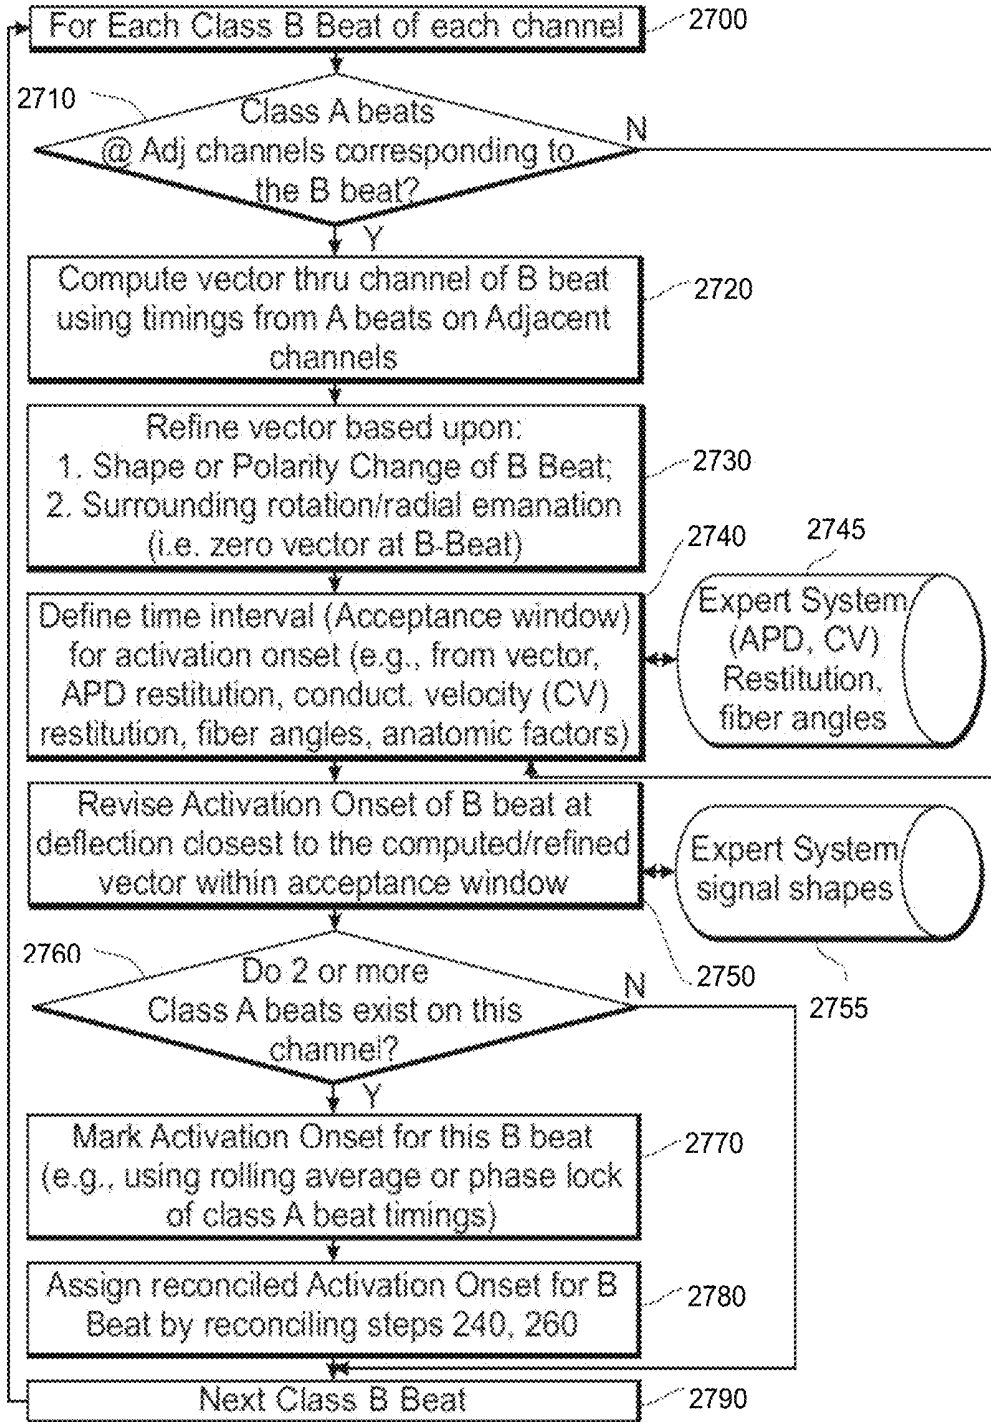 For Each Class B Beat of each channel
2700
2710
Class A beats
@ Adj channels corresponding to
the B beat?
N
Y
Compute vector thru channel of B beat
using timings from A beats on Adjacent
channels
2720
Refine vector based upon:
1. Shape or Polarity Change of B Beat;
2. Surrounding rotation/radial emanation
(i.e. zero vector at B-Beat)
2730
2740
Define time interval (Acceptance window)
for activation onset (e.g., from vector,
APD restitution, conduct. velocity (CV)
restitution, fiber angles, anatomic factors)
2745
Expert System
(APD, CV)
Restitution,
fiber angles
Revise Activation Onset of B beat at
deflection closest to the computed/refined
vector within acceptance window
2750
Expert System
signal shapes
2755
2760
Do 2 or more
Class A beats exist on this
channel?
N
Y
Mark Activation Onset for this B beat
(e.g., using rolling average or phase lock
of class A beat timings)
2770
Assign reconciled Activation Onset for B
Beat by reconciling steps 240, 260
2780
Next Class B Beat
2790